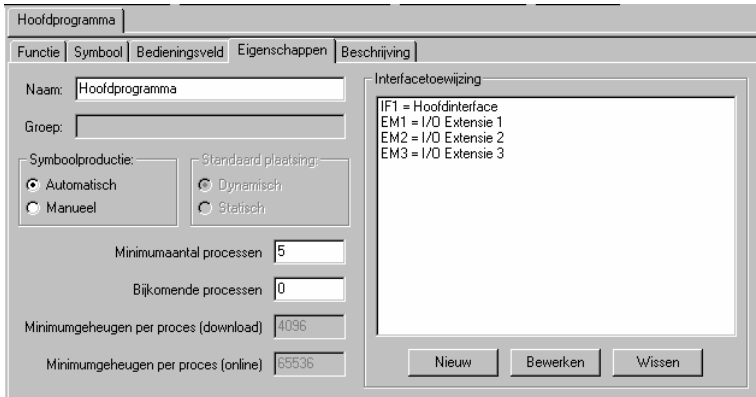 Hoofdprogramma
Functie Symbool Bedieningsveld Eigenschappen Beschrijving
Naam: Hoofdprogramma
Groep:
Symboolproductie:
Automatisch
Manueel
Standaard plaatsing:
Dynamisch
Statisch
Minimumaantal processen 5
Bijkomende processen 0
Minimumgeheugen per proces (download) 4096
Minimumgeheugen per proces (online) 65536
Interfacetoewijzing
IF1 = Hoofdinterface
EM1 = I/O Extensie 1
EM2 = I/O Extensie 2
EM3 = I/O Extensie 3
Nieuw Bewerken Wissen